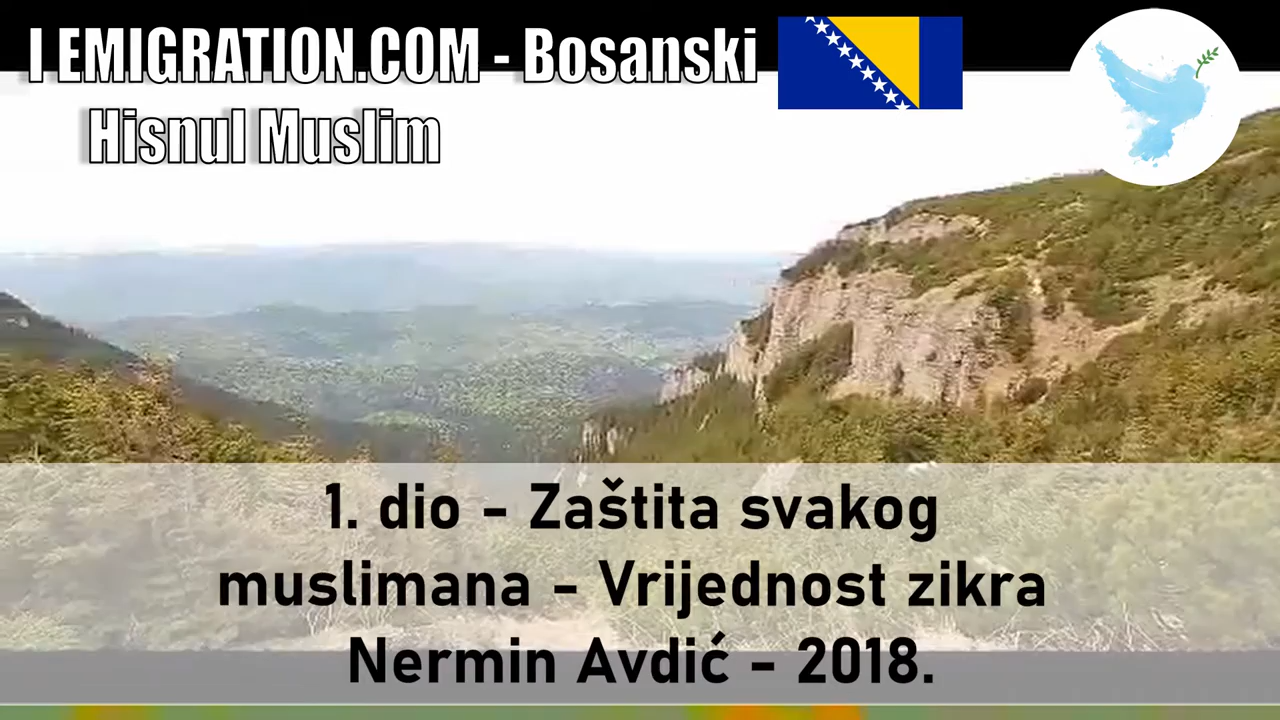 I EMIGRATION.COM - Bosanski
Hisnul Muslim
1. dio - Zaštita svakog
muslimana - Vrijednost zikra
Nermin Avdić - 2018.